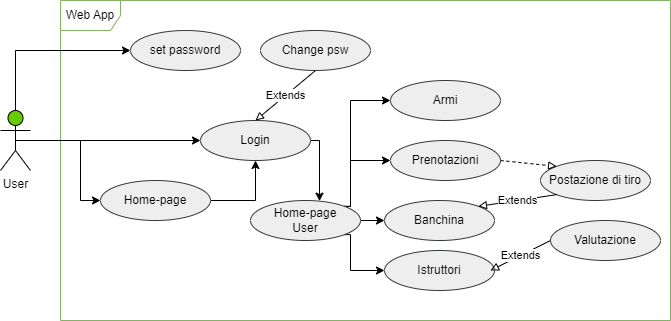 Web App
set password
Change psw
Extends
Armi
Login
Prenotazioni
User
Home-page
Postazione di tiro
Extends
Home-page
User
Banchina
Valutazione
Extends
Istruttori